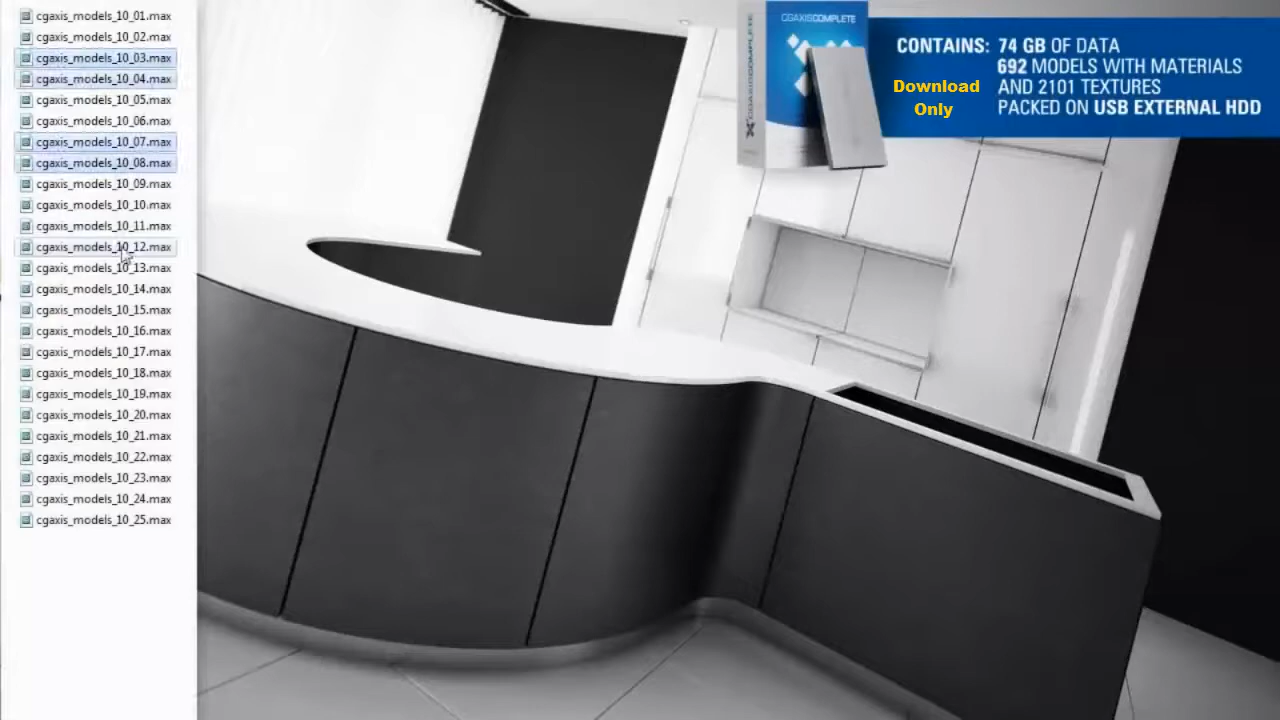 cgaxis_models_10_01.max
cgaxis_models_10_02.max
cgaxis_models_10_03.max
cgaxis_models_10_04.max
cgaxis_models_10_05.max
cgaxis_models_10_06.max
cgaxis_models_10_07.max
cgaxis_models_10_08.max
cgaxis_models_10_09.max
cgaxis_models_10_10.max
cgaxis_models_10_11.max
cgaxis_models_10_12.max
cgaxis_models_10_13.max
cgaxis_models_10_14.max
cgaxis_models_10_15.max
cgaxis_models_10_16.max
cgaxis_models_10_17.max
cgaxis_models_10_18.max
cgaxis_models_10_19.max
cgaxis_models_10_20.max
cgaxis_models_10_21.max
cgaxis_models_10_22.max
cgaxis_models_10_23.max
cgaxis_models_10_24.max
cgaxis_models_10_25.max
CGAXISCOMPLETE
CGAXISCOMPLETE
Download
Only
CONTAINS: 74 GB OF DATA
692 MODELS WITH MATERIALS
AND 2101 TEXTURES
PACKED ON USB EXTERNAL HDD